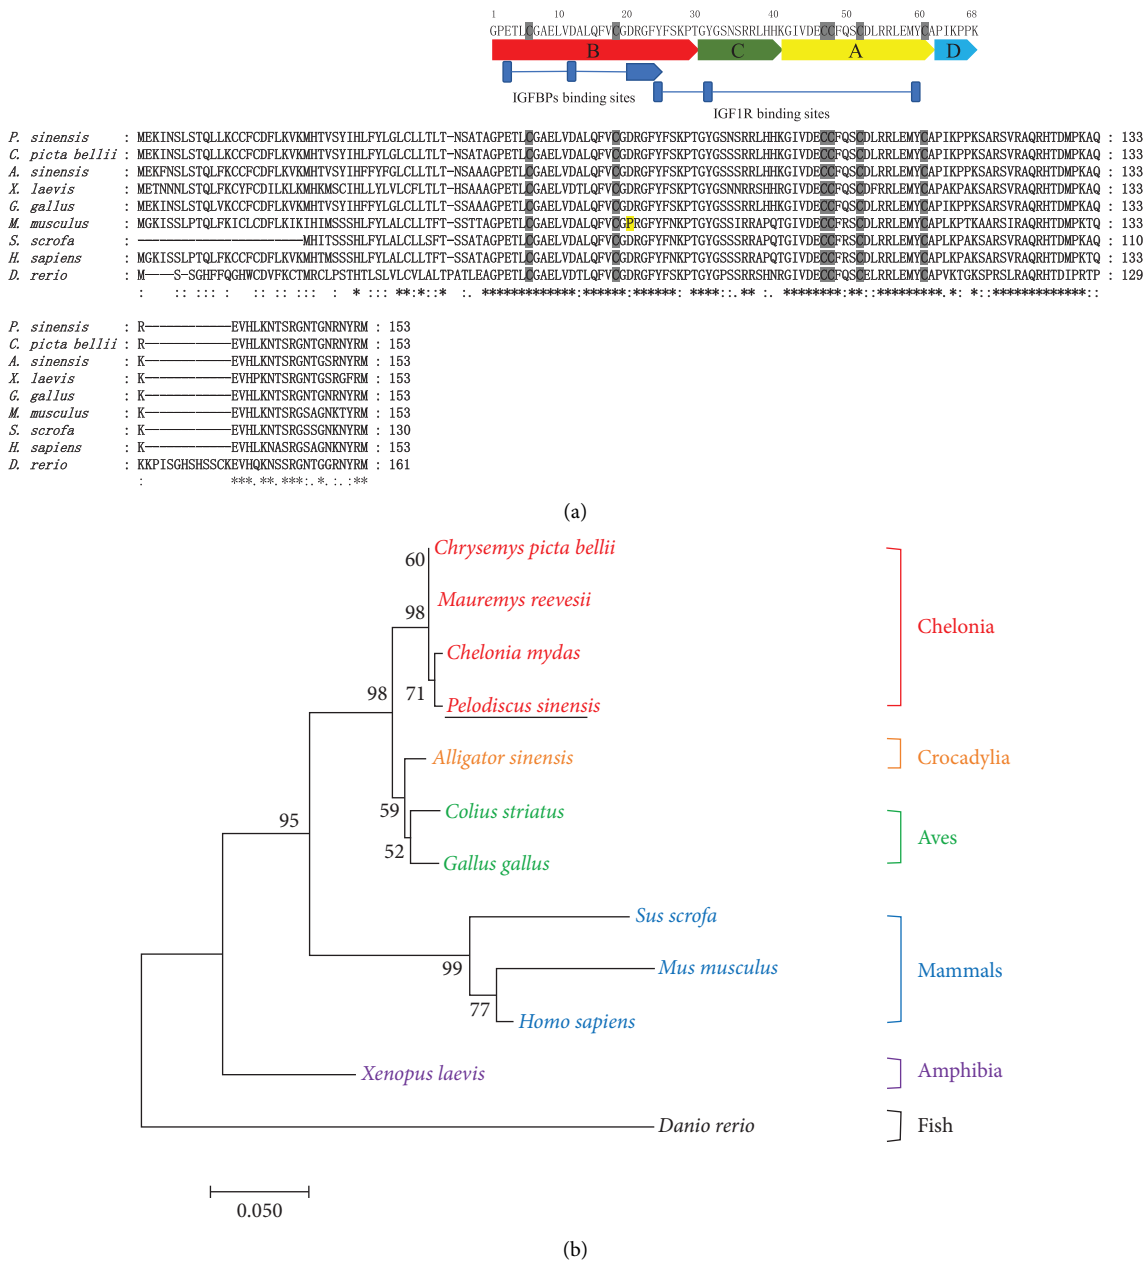 1 10 20 30 40 50 60 68
GPETLCGAELVDALQFVCGDRGFYFSKPTGYGSNSRRLHHKGIVDECCFQSCDLRRLEMYCAPIKPPK
B C A D
IGFBPs binding sites
IGF1R binding sites
P. sinensis : MEKINSLSTQLLKCCFCDFLKVKMHTVSYIHLFYLGLCLLTLT-NSATAGPETLCGAELVDALQFVCGDRGFYFSKPTGYGSNSRRLHHKGIVDECCFQSCDLRRLEMYCAPIKPPKSARSVRAQRHTDMPKAQ : 133
C. picta bellii : MEKINSLSTQLLKCCFCDFLKVKMHTVSYIHLFYLGLCLLTLT-NSATAGPETLCGAELVDALQFVCGDRGFYFSKPTGYGSSSRRLHHKGIVDECCFQSCDLRRLEMYCAPIKPPKSARSVRAQRHTDMPKAQ : 133
A. sinensis : MEKFNSLSTQLLKCCFCDFLKVKMHTVSYIHFFYLGLCLLTLT-NSATAGPETLCGAELVDALQFVCGDRGFYFSKPTGYGSSSRRLHHKGIVDECCFQSCDLRRLEMYCAPIKPPKSARSVRAQRHTDMPKAQ : 133
X. laevis : METNNNLSTQLFKCYFCDILKLKMHKMSCIHLLYLVLCFLTLT-HSAAAGPETLCGAELVDTLQFVCGDRGFYFSKPTGYGSNNRRSHHRGIVDECCFQSCDFRRLEMYCAPAKPAKSARSVRAQRHTDMPKAQ : 133
G. gallus : MEKINSLSTQLVKCCFCDFLKVKMHTVSYIHFFYLGLCLLTLT-SSAAAGPETLCGAELVDALQFVCGDRGFYFSKPTGYGSSSRRLHHKGIVDECCFQSCDLRRLEMYCAPIKPPKSARSVRAQRHTDMPKAQ : 133
M. musculus : MGKISSLPTQLFKICLCDFLKIKIHIMSSSHLFYLALCLLTFT-SSTTAGPETLCGAELVDALQFVCGPRGFYFNKPTGYGSSIRRAPQTGIVDECCFRSCDLRRLEMYCAPLKPTKAARSIRAQRHTDMPKTQ : 133
S. scrofa : -----------------------MHITSSSHLFYLALCLLSFT-SSATAGPETLCGAELVDALQFVCGDRGFYFNKPTGYGSSSRRAPQTGIVDECCFRSCDLRRLEMYCAPLKPAKSARSVRAQRHTDMPKAQ : 110
H. sapiens : MGKISSLPTQLFKCCFCDFLKVKMHTMSSSHLFYLALCLLTFT-SSATAGPETLCGAELVDALQFVCGDRGFYFNKPTGYGSSSRRAPQTGIVDECCFRSCDLRRLEMYCAPLKPAKSARSVRAQRHTDMPKTQ : 133
D. rerio : M----S-SGHFFQGHWCDVFKCTMRCLPSTHTLSLVLCVLALTPATLEAGPETLCGAELVDTLQFVCGDRGFYFSKPTGYGPSSRRSHNRGIVDECCFQSCELRRLEMYCAPVKTGKSPRSLRAQRHTDIPRTP : 129
P. sinensis : R------------EVHLKNTSRGNTGNRNYRM : 153
C. picta bellii : R------------EVHLKNTSRGNTGNRNYRM : 153
A. sinensis : K------------EVHLKNTSRGNTGSRNYRM : 153
X. laevis : K------------EVHPKNTSRGNTGSRGFRM : 153
G. gallus : K------------EVHLKNTSRGNTGNRNYRM : 153
M. musculus : K------------EVHLKNTSRGSAGNKTYRM : 153
S. scrofa : K------------EVHLKNTSRGSSGNKNYRM : 130
H. sapiens : K------------EVHLKNASRGSAGNKNYRM : 153
D. rerio : KKPISGHSHSSCKEVHQKNSSRGNTGGRNYRM : 161
(a)
Chrysemys picta bellii
60
Mauremys reevesii
98
Chelonia
Chelonia mydas
98 71
Pelodiscus sinensis
Alligator sinensis
Crocadylia
59
Colius striatus
95
Aves
52
Gallus gallus
Sus scrofa
99
Mus musculus
Mammals
77
Homo sapiens
Xenopus laevis
Amphibia
Danio rerio
Fish
0.050
(b)